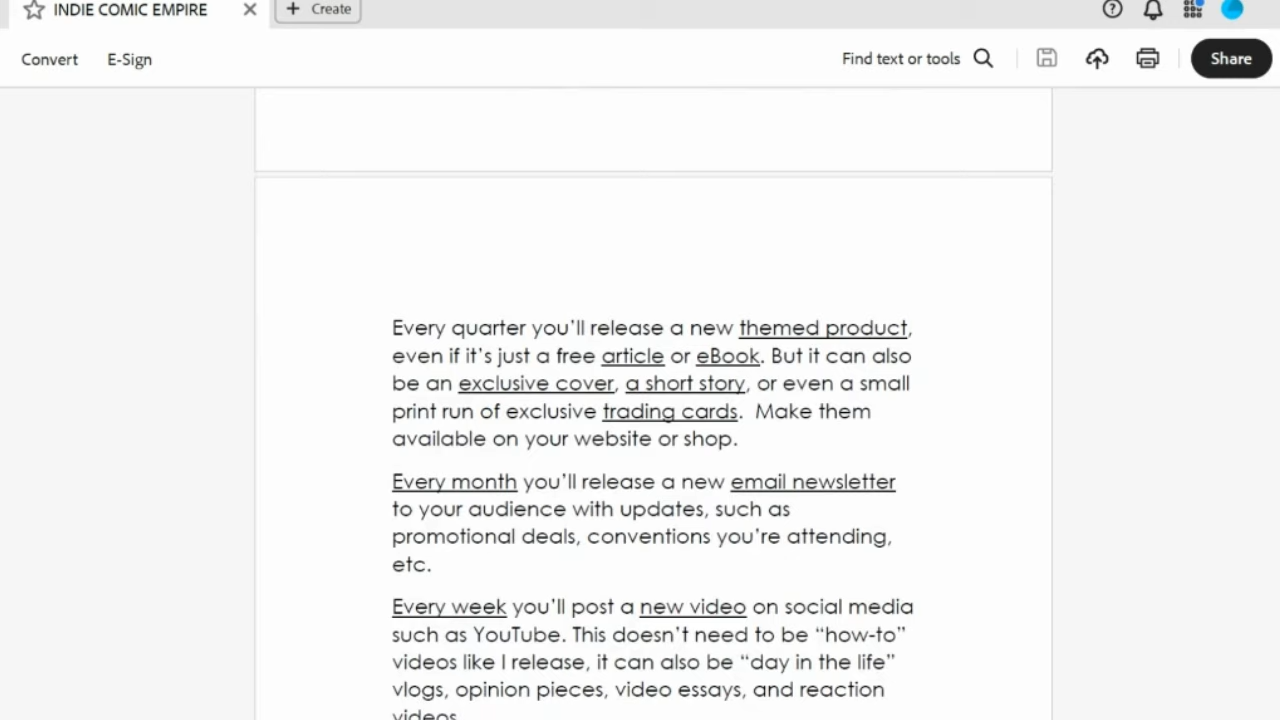 INDIE COMIC EMPIRE
Create
Convert
E-Sign
Find text or tools
Share
Every quarter you’ll release a new themed product,
even if it’s just a free article or eBook. But it can also
be an exclusive cover, a short story, or even a small
print run of exclusive trading cards.  Make them
available on your website or shop.
Every month you’ll release a new email newsletter
to your audience with updates, such as
promotional deals, conventions you’re attending,
etc.
Every week you’ll post a new video on social media
such as YouTube. This doesn’t need to be “how-to”
videos like I release, it can also be “day in the life”
vlogs, opinion pieces, video essays, and reaction
videos